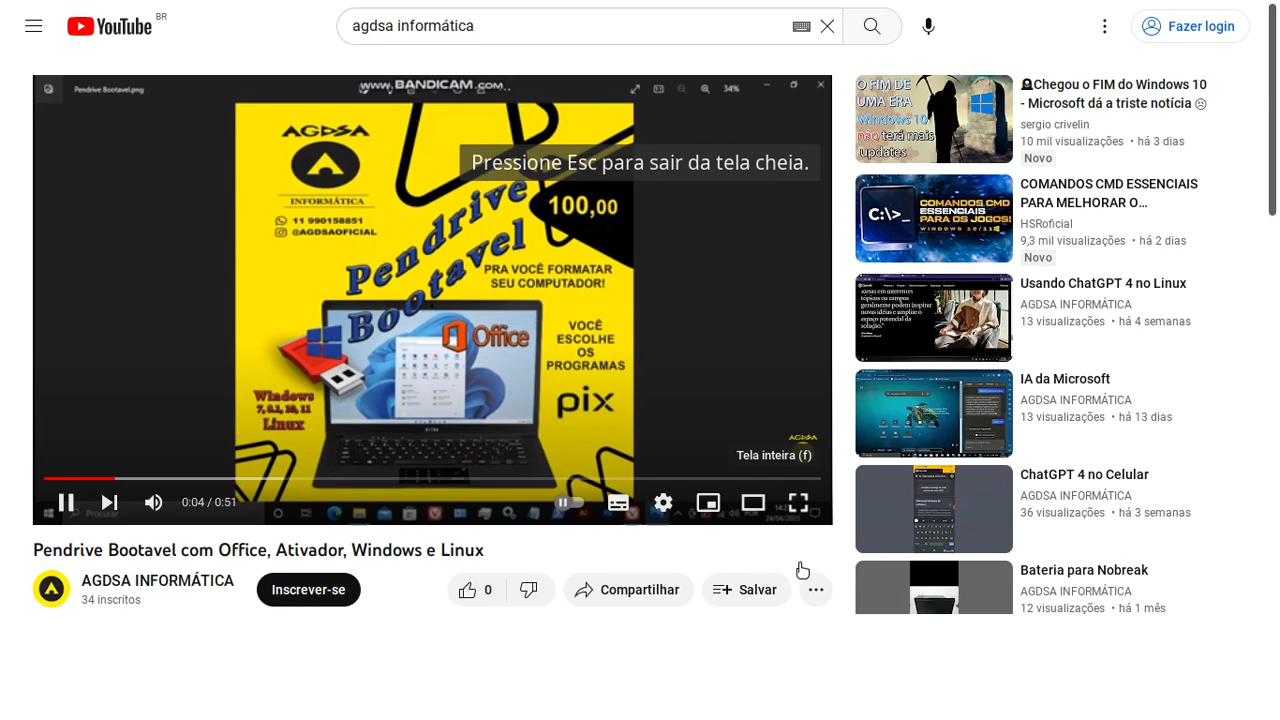 YouTube
BR
agdsa informática
Fazer login
Pendrive Bootavel.png
www.BANDICAM.com
34%
Pressione Esc para sair da tela cheia.
AGDSA
INFORMÁTICA
11 990158851
@AGDSAOFICIAL
Pendrive
Bootavel
100,00
PRA VOCÊ FORMATAR
SEU COMPUTADOR!
Office
VOCÊ
ESCOLHE
OS
PROGRAMAS
pix
Windows
7, 8.1, 10, 11
Linux
AGDSA
Tela inteira (f)
0:04 / 0:51
Procurar
Pendrive Bootavel com Office, Ativador, Windows e Linux
AGDSA INFORMÁTICA
34 inscritos
Inscrever-se
0
Compartilhar
Salvar
O FIM DE
UMA ERA
Windows 10
não terá mais
updates
Chegou o FIM do Windows 10
- Microsoft dá a triste notícia
sergio crivelin
10 mil visualizações • há 3 dias
Novo
C:\>_
COMANDOS CMD
ESSENCIAIS
PARA OS JOGOS!
WINDOWS 10/11
COMANDOS CMD ESSENCIAIS
PARA MELHORAR O...
HSRoficial
9,3 mil visualizações • há 2 dias
Novo
Usando ChatGPT 4 no Linux
AGDSA INFORMÁTICA
13 visualizações • há 4 semanas
IA da Microsoft
AGDSA INFORMÁTICA
13 visualizações • há 13 dias
ChatGPT 4 no Celular
AGDSA INFORMÁTICA
36 visualizações • há 3 semanas
Bateria para Nobreak
AGDSA INFORMÁTICA
12 visualizações • há 1 mês